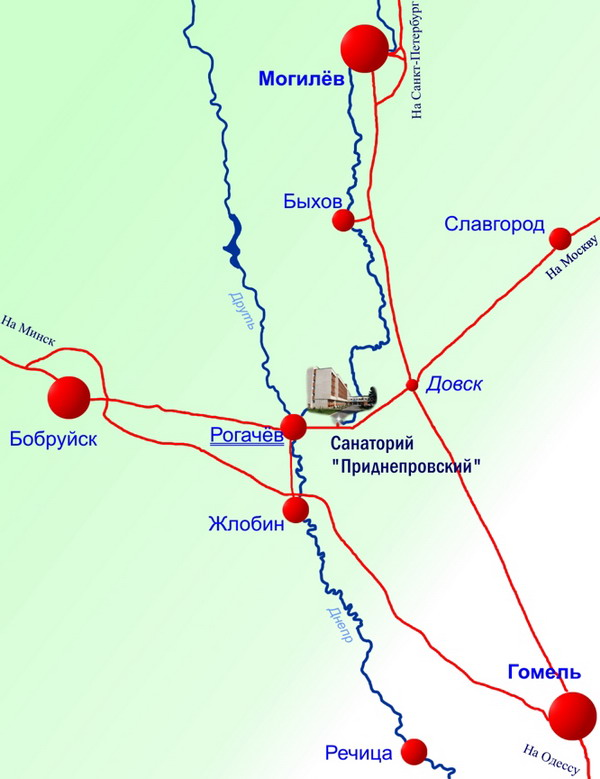 На Санкт-Петербург
Могилёв
Быхов
Славгород
На Москву
Друть
На Минск
Довск
Бобруйск
Рогачёв
Санаторий
"Приднепровский"
Жлобин
Днепр
Гомель
Речица
На Одессу